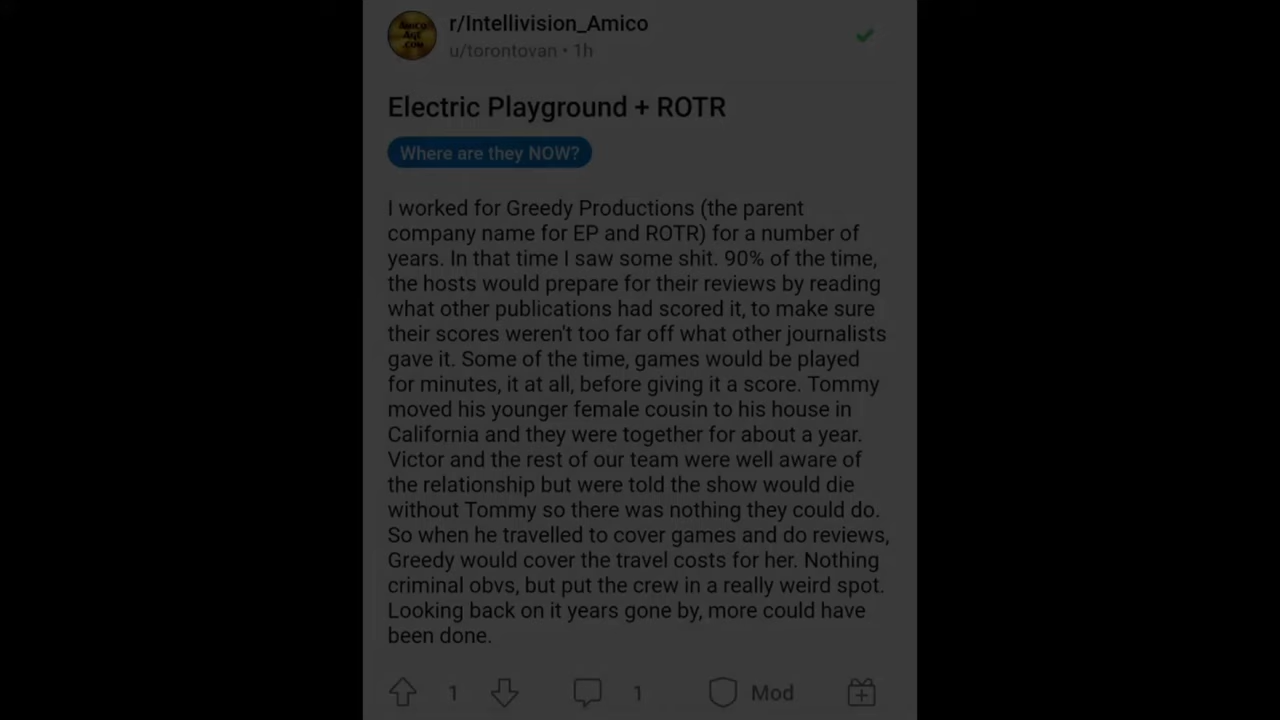 AMICO
AGE
.COM
r/Intellivision_Amico
u/torontovan • 1h
Electric Playground + ROTR
Where are they NOW?
I worked for Greedy Productions (the parent
company name for EP and ROTR) for a number of
years. In that time I saw some shit. 90% of the time,
the hosts would prepare for their reviews by reading
what other publications had scored it, to make sure
their scores weren't too far off what other journalists
gave it. Some of the time, games would be played
for minutes, it at all, before giving it a score. Tommy
moved his younger female cousin to his house in
California and they were together for about a year.
Victor and the rest of our team were well aware of
the relationship but were told the show would die
without Tommy so there was nothing they could do.
So when he travelled to cover games and do reviews,
Greedy would cover the travel costs for her. Nothing
criminal obvs, but put the crew in a really weird spot.
Looking back on it years gone by, more could have
been done.
1
1
Mod